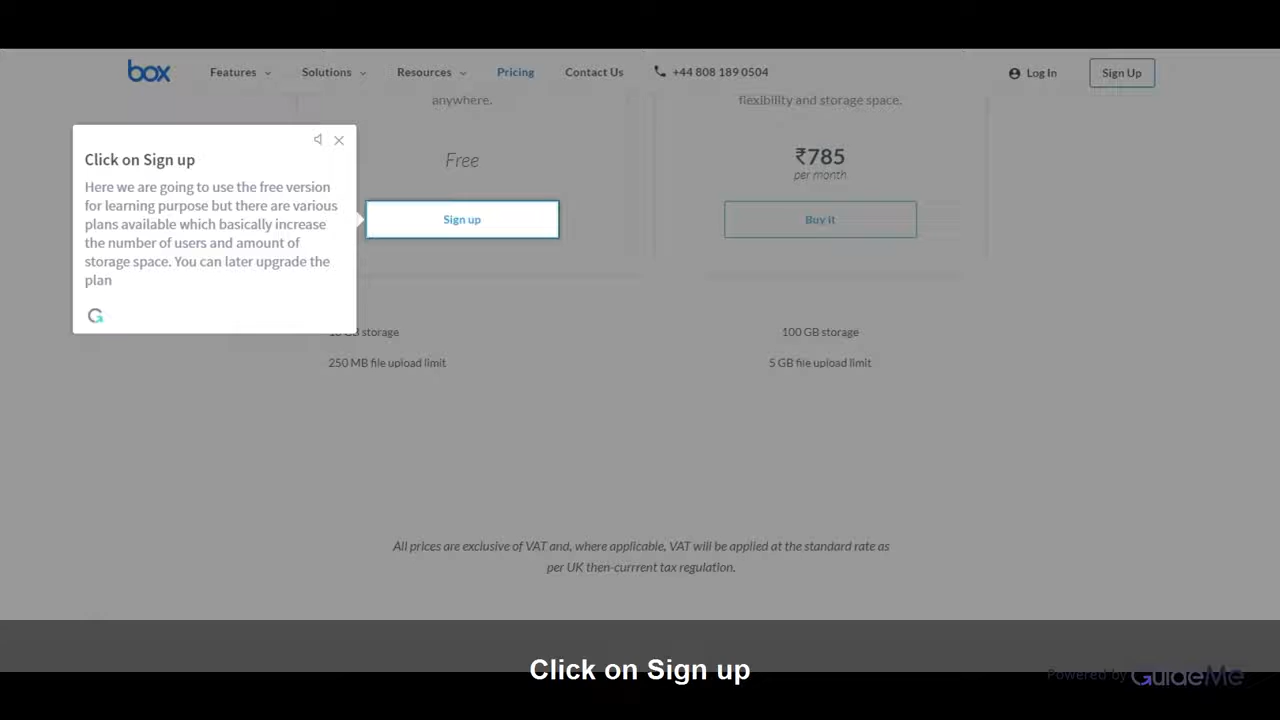 box
Features
Solutions
Resources
Pricing
Contact Us
+44 808 189 0504
Log In
Sign Up
anywhere.
flexibility and storage space.
Click on Sign up
Here we are going to use the free version
for learning purpose but there are various
plans available which basically increase
the number of users and amount of
storage space. You can later upgrade the
plan
Free
Sign up
₹785
per month
Buy it
10 GB storage
250 MB file upload limit
100 GB storage
5 GB file upload limit
All prices are exclusive of VAT and, where applicable, VAT will be applied at the standard rate as
per UK then-currrent tax regulation.
Click on Sign up
Powered by GuideMe